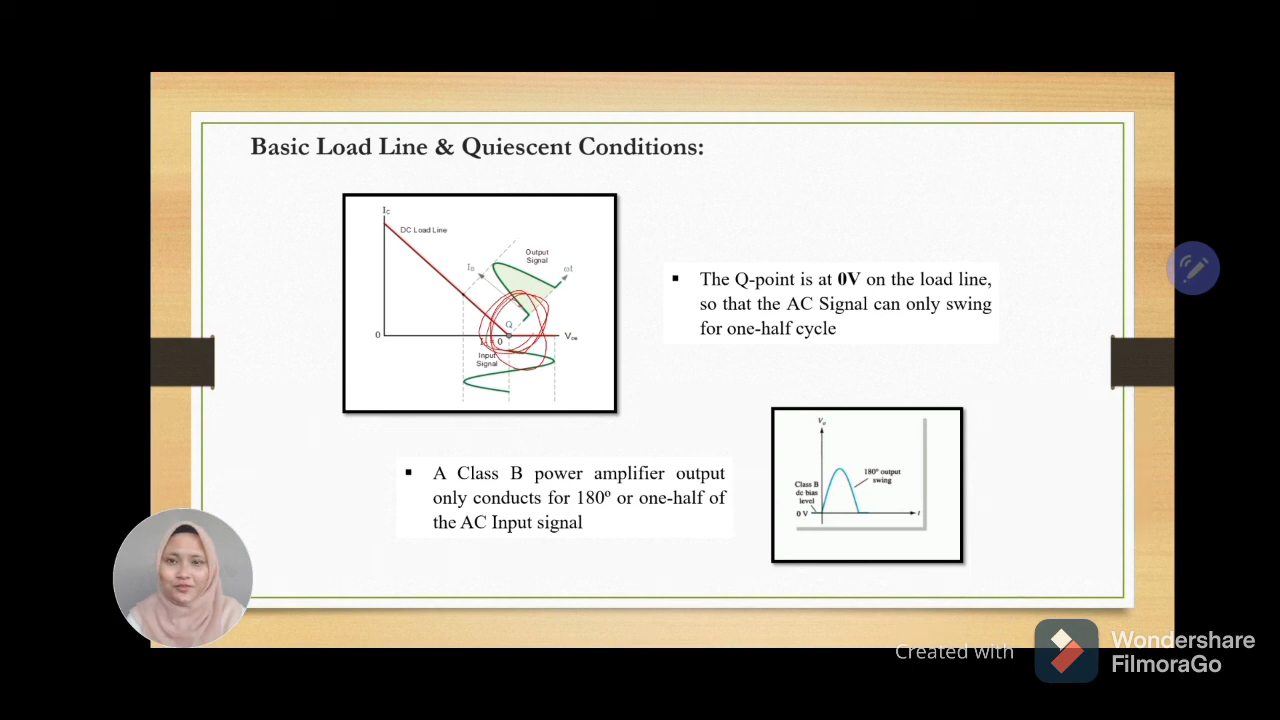 Basic Load Line & Quiescent Conditions:
Ic
DC Load Line
Output
Signal
IB
ωt
Q
0
Vce
0
Input
Signal
▪ The Q-point is at 0V on the load line,
so that the AC Signal can only swing
for one-half cycle
▪ A Class B power amplifier output
only conducts for 180º or one-half of
the AC Input signal
Vo
180° output
swing
Class B
dc bias
level
0 V
t
Created with
Wondershare
FilmoraGo